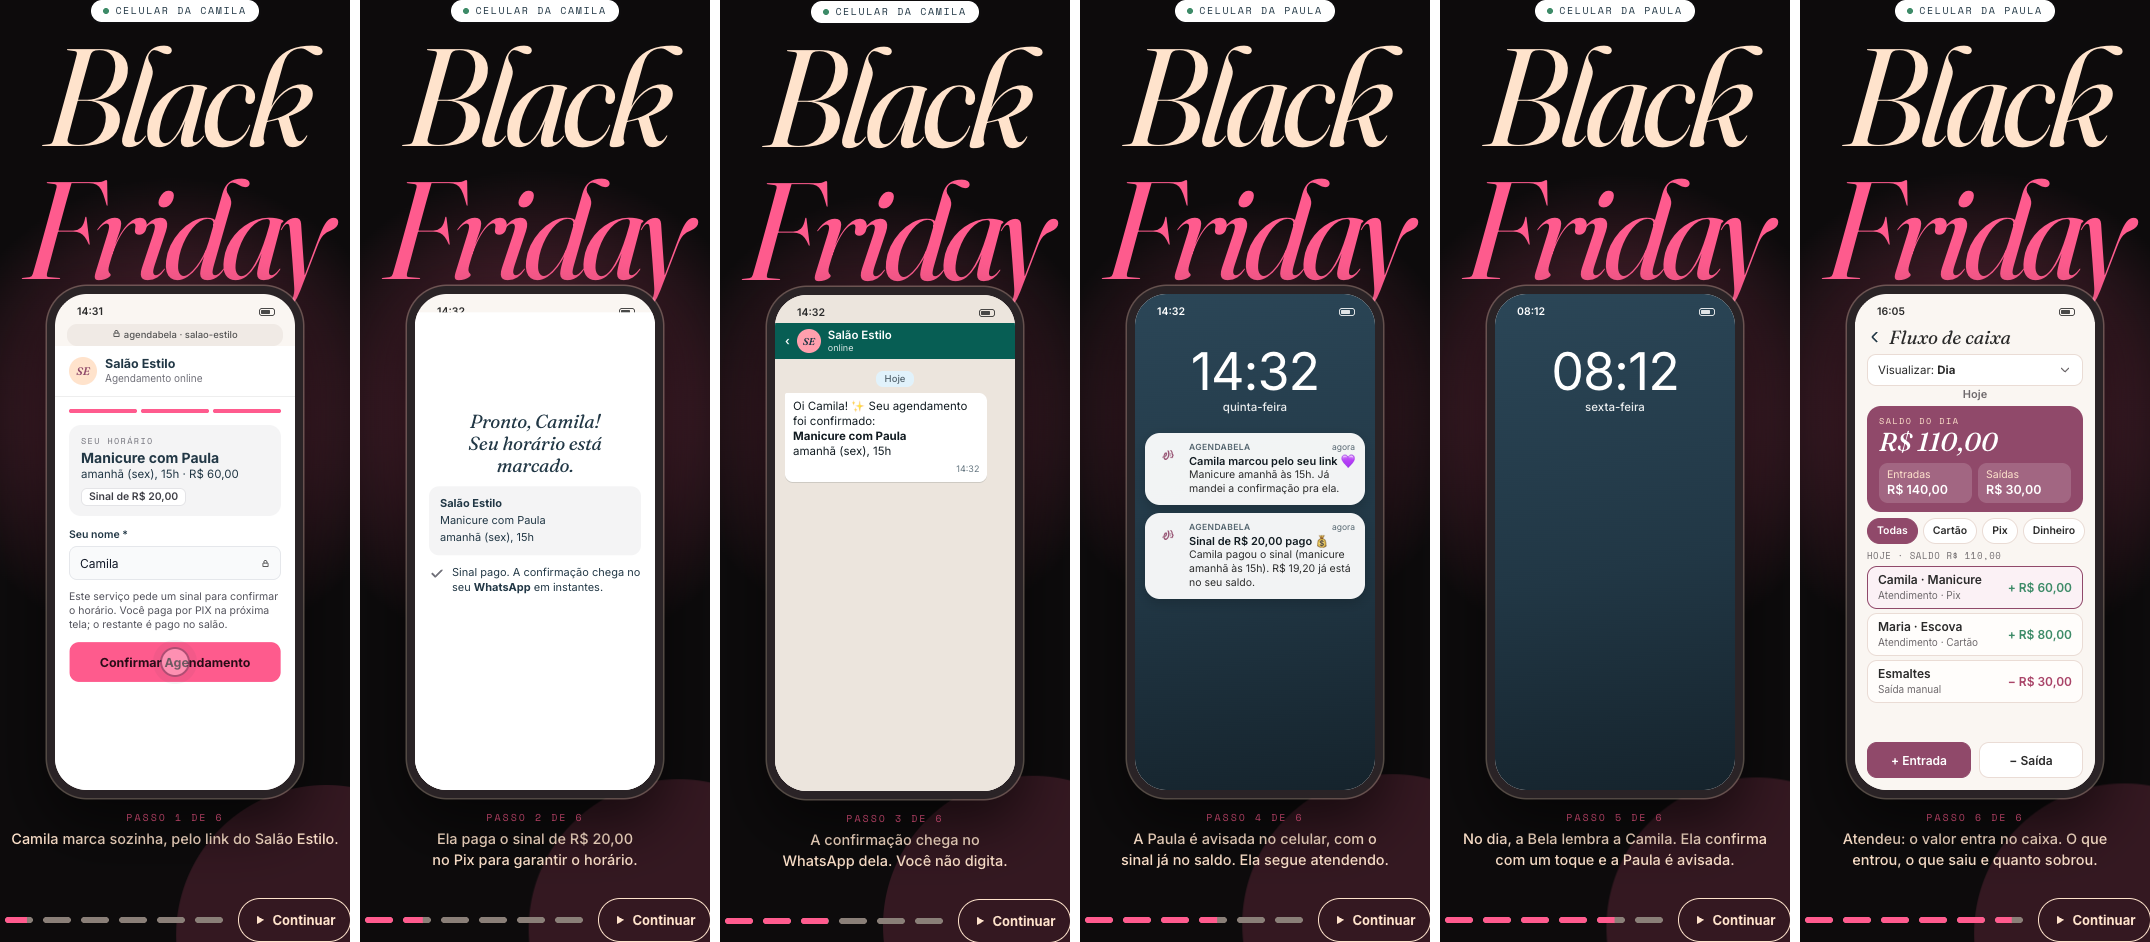 CELULAR DA CAMILA
Black
Friday
14:31
agendabela · salao-estilo
SE
Salão Estilo
Agendamento online
SEU HORÁRIO
Manicure com Paula
amanhã (sex), 15h · R$ 60,00
Sinal de R$ 20,00
Seu nome *
Camila
Este serviço pede um sinal para confirmar
o horário. Você paga por PIX na próxima
tela; o restante é pago no salão.
Confirmar Agendamento
PASSO 1 DE 6
Camila marca sozinha, pelo link do Salão Estilo.
Continuar
CELULAR DA CAMILA
Black
Friday
14:32
Pronto, Camila!
Seu horário está
marcado.
Salão Estilo
Manicure com Paula
amanhã (sex), 15h
Sinal pago. A confirmação chega no
seu WhatsApp em instantes.
PASSO 2 DE 6
Ela paga o sinal de R$ 20,00
no Pix para garantir o horário.
Continuar
CELULAR DA CAMILA
Black
Friday
14:32
SE
Salão Estilo
online
Hoje
Oi Camila! ✨ Seu agendamento
foi confirmado:
Manicure com Paula
amanhã (sex), 15h
14:32
PASSO 3 DE 6
A confirmação chega no
WhatsApp dela. Você não digita.
Continuar
CELULAR DA PAULA
Black
Friday
14:32
14:32
quinta-feira
AGENDABELA agora
Camila marcou pelo seu link 💜
Manicure amanhã às 15h. Já
mandei a confirmação pra ela.
AGENDABELA agora
Sinal de R$ 20,00 pago 💰
Camila pagou o sinal (manicure
amanhã às 15h). R$ 19,20 já está
no seu saldo.
PASSO 4 DE 6
A Paula é avisada no celular, com o
sinal já no saldo. Ela segue atendendo.
Continuar
CELULAR DA PAULA
Black
Friday
08:12
08:12
sexta-feira
PASSO 5 DE 6
No dia, a Bela lembra a Camila. Ela confirma
com um toque e a Paula é avisada.
Continuar
CELULAR DA PAULA
Black
Friday
16:05
Fluxo de caixa
Visualizar: Dia
Hoje
SALDO DO DIA
R$ 110,00
Entradas Saídas
R$ 140,00 R$ 30,00
Todas Cartão Pix Dinheiro
HOJE · SALDO R$ 110,00
Camila · Manicure
Atendimento · Pix
+ R$ 60,00
Maria · Escova
Atendimento · Cartão
+ R$ 80,00
Esmaltes
Saída manual
− R$ 30,00
+ Entrada − Saída
PASSO 6 DE 6
Atendeu: o valor entra no caixa. O que
entrou, o que saiu e quanto sobrou.
Continuar